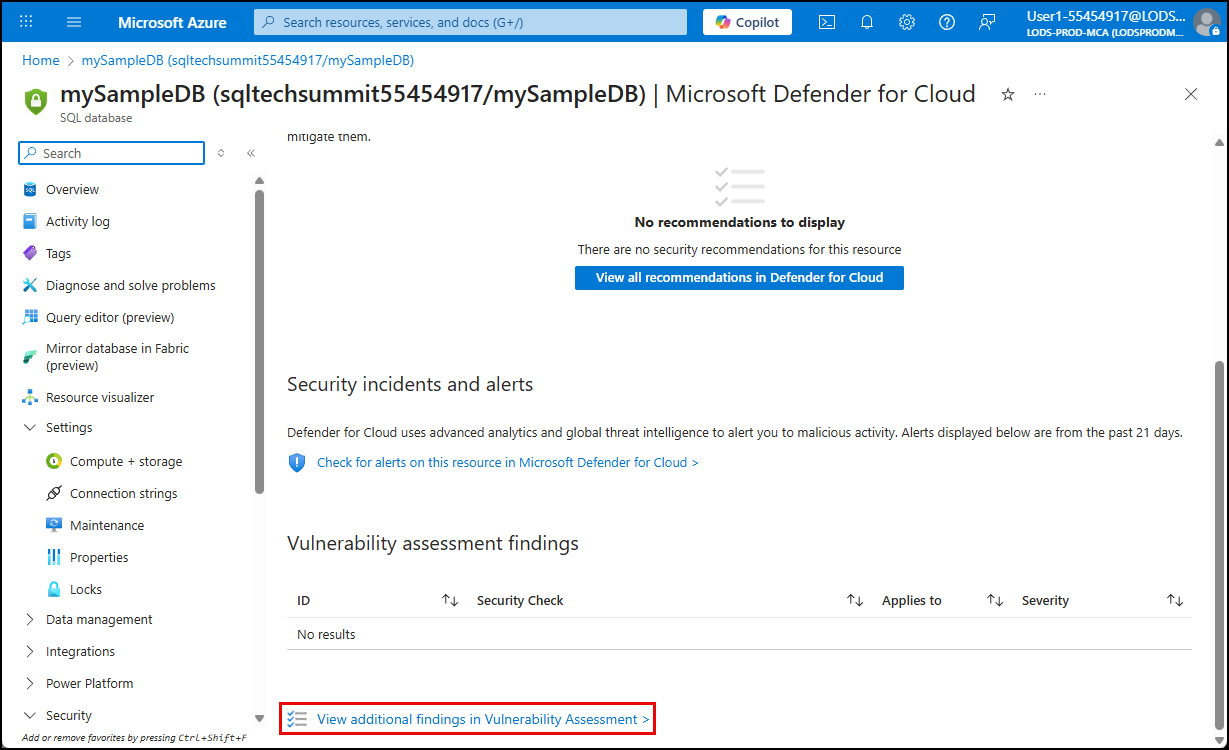 Microsoft Azure
Search resources, services, and docs (G+/)
Copilot
User1-55454917@LODS...
LODS-PROD-MCA (LODSPRODM...
Home > mySampleDB (sqltechsummit55454917/mySampleDB)
mySampleDB (sqltechsummit55454917/mySampleDB) | Microsoft Defender for Cloud
SQL database
Search
Overview
Activity log
Tags
Diagnose and solve problems
Query editor (preview)
Mirror database in Fabric
(preview)
Resource visualizer
Settings
Compute + storage
Connection strings
Maintenance
Properties
Locks
Data management
Integrations
Power Platform
Security
Add or remove favorites by pressing Ctrl+Shift+F
mitigate them.
No recommendations to display
There are no security recommendations for this resource
View all recommendations in Defender for Cloud
Security incidents and alerts
Defender for Cloud uses advanced analytics and global threat intelligence to alert you to malicious activity. Alerts displayed below are from the past 21 days.
Check for alerts on this resource in Microsoft Defender for Cloud >
Vulnerability assessment findings
ID Security Check Applies to Severity
No results
View additional findings in Vulnerability Assessment >